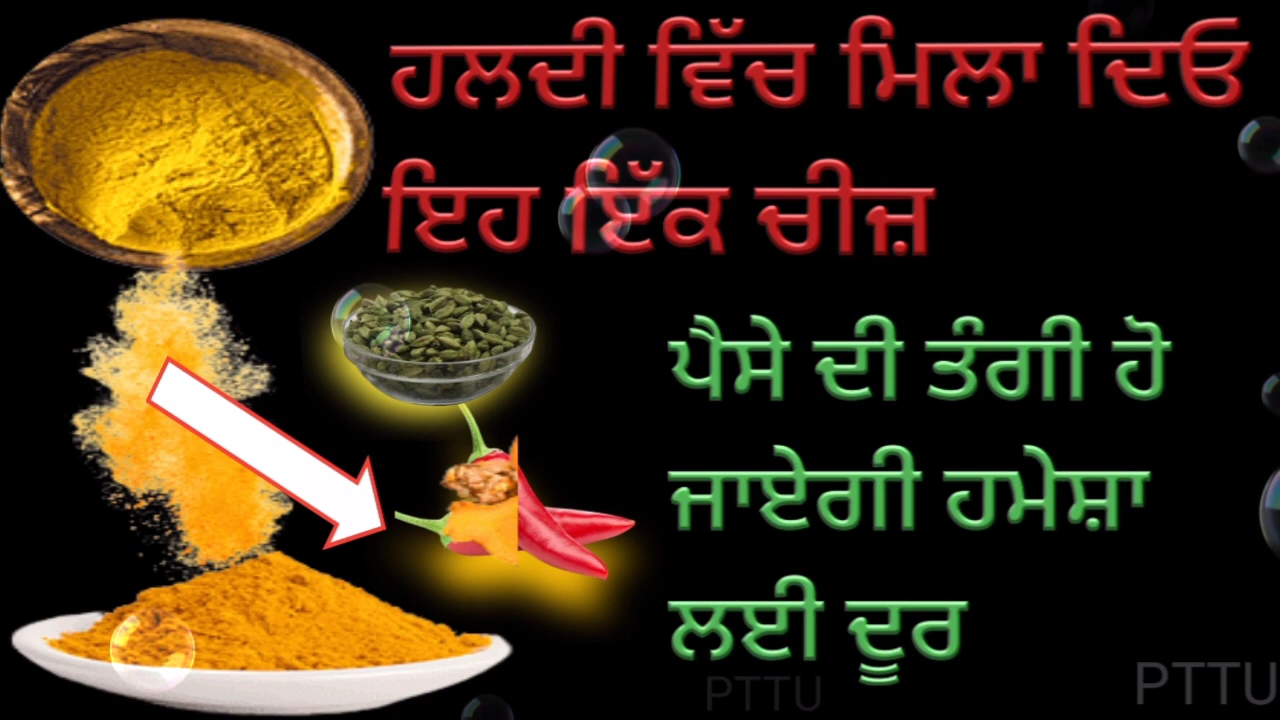 ਹਲਦੀ ਵਿੱਚ ਮਿਲਾ ਦਿਓ
ਇਹ ਇੱਕ ਚੀਜ਼
ਪੈਸੇ ਦੀ ਤੰਗੀ ਹੋ
ਜਾਏਗੀ ਹਮੇਸ਼ਾ
ਲਈ ਦੂਰ
PTTU
PTTU